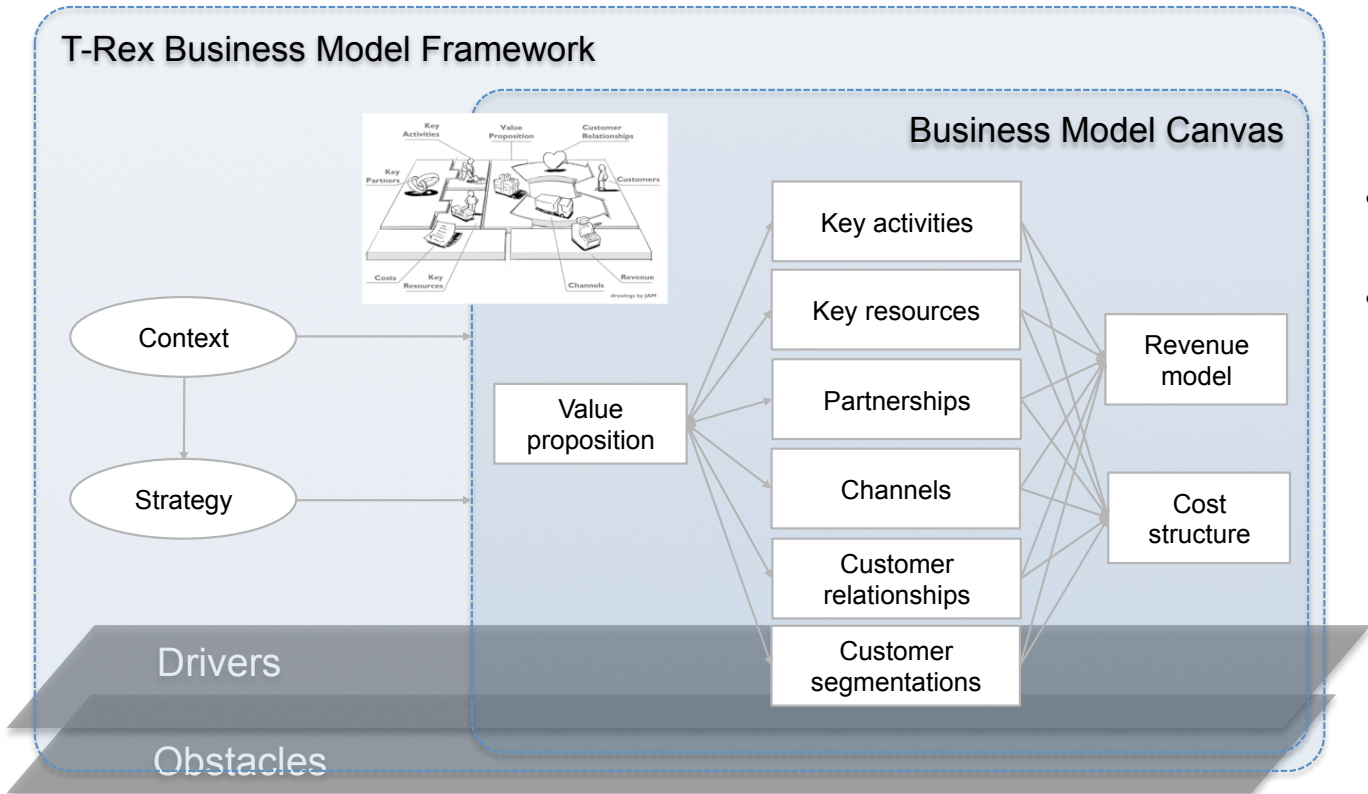 T-Rex Business Model Framework
Business Model Canvas
Key
Activities
Value
Proposition
Customer
Relationships
Key
Partners
Customers
Costs
Key
Resources
Channels
Revenue
drawings by JAM
Context
Strategy
Value
proposition
Key activities
Key resources
Partnerships
Channels
Customer
relationships
Customer
segmentations
Revenue
model
Cost
structure
Drivers
Obstacles